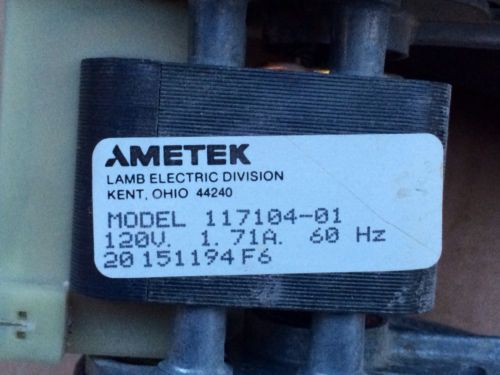 AMETEK
LAMB ELECTRIC DIVISION
KENT, OHIO 44240
MODEL 117104-01
120V. 1.71A. 60 Hz
20 151194 F6